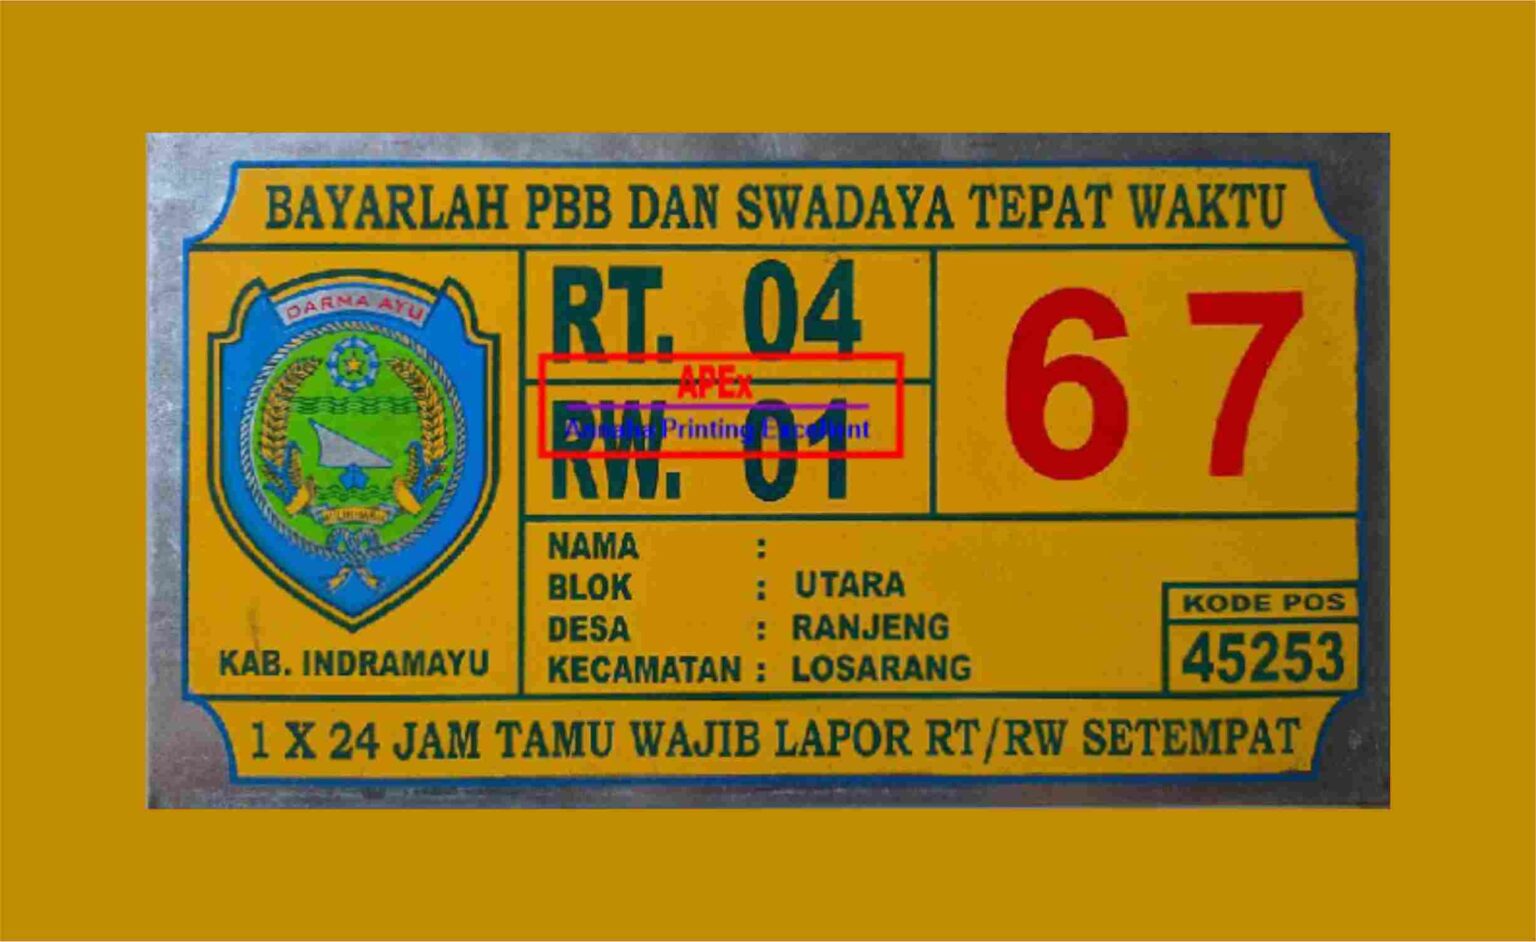 BAYARLAH PBB DAN SWADAYA TEPAT WAKTU
DARMA AYU
KAB. INDRAMAYU
RT. 04
APEx
Printing Excellent
RW. 01
67
NAMA :
BLOK : UTARA
DESA : RANJENG
KECAMATAN : LOSARANG
KODE POS
45253
1 X 24 JAM TAMU WAJIB LAPOR RT/RW SETEMPAT